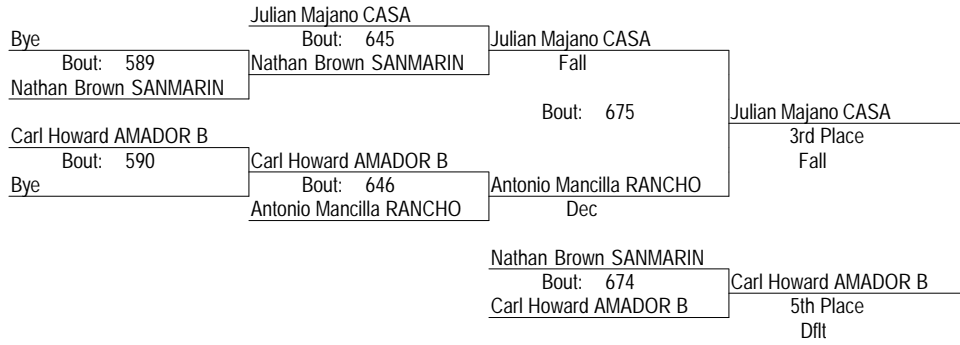 Julian Majano CASA
Bye
Bout: 645
Julian Majano CASA
Bout: 589
Nathan Brown SANMARIN
Fall
Nathan Brown SANMARIN
Bout: 675
Julian Majano CASA
Carl Howard AMADOR B
3rd Place
Bout: 590
Carl Howard AMADOR B
Fall
Bye
Bout: 646
Antonio Mancilla RANCHO
Antonio Mancilla RANCHO
Dec
Nathan Brown SANMARIN
Bout: 674
Carl Howard AMADOR B
Carl Howard AMADOR B
5th Place
Dflt